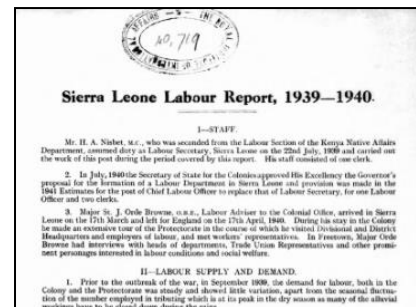 AFFAIRS - S - THE ROYAL
NO, 719
Sierra Leone Labour Report, 1939—1940.
I—STAFF.
Mr. H. A. Nisbet, M.C., who was seconded from the Labour Section of the Kenya Native Affairs
Department, assumed duty as Labour Secretary, Sierra Leone on the 22nd July, 1939 and carried out
the work of this post during the period covered by this report. His staff consisted of one clerk.
2. In July, 1940 the Secretary of State for the Colonies approved His Excellency the Governor's
proposal for the formation of a Labour Department in Sierra Leone and provision was made in the
1941 Estimates for the post of Chief Labour Officer to replace that of Labour Secretary, for one Labour
Officer and two clerks.
3. Major St. J. Orde Browne, O.B.E., Labour Adviser to the Colonial Office, arrived in Sierra
Leone on the 17th March and left for England on the 17th April, 1940. During his stay in the Colony
he made an extensive tour of the Protectorate in the course of which he visited Divisional and District
Headquarters and employers of labour, and met workers' representatives. In Freetown, Major Orde
Browne had interviews with heads of departments, Trade Union Representatives and other promi-
nent personages interested in labour conditions and social welfare.
II—LABOUR SUPPLY AND DEMAND.
1. Prior to the outbreak of the war, in September, 1939, the demand for labour, both in the
Colony and the Protectorate was steady and showed little variation, apart from the seasonal fluctua-
tion of the number employed in tributing which is at its peak in the dry season as many of the alluvial